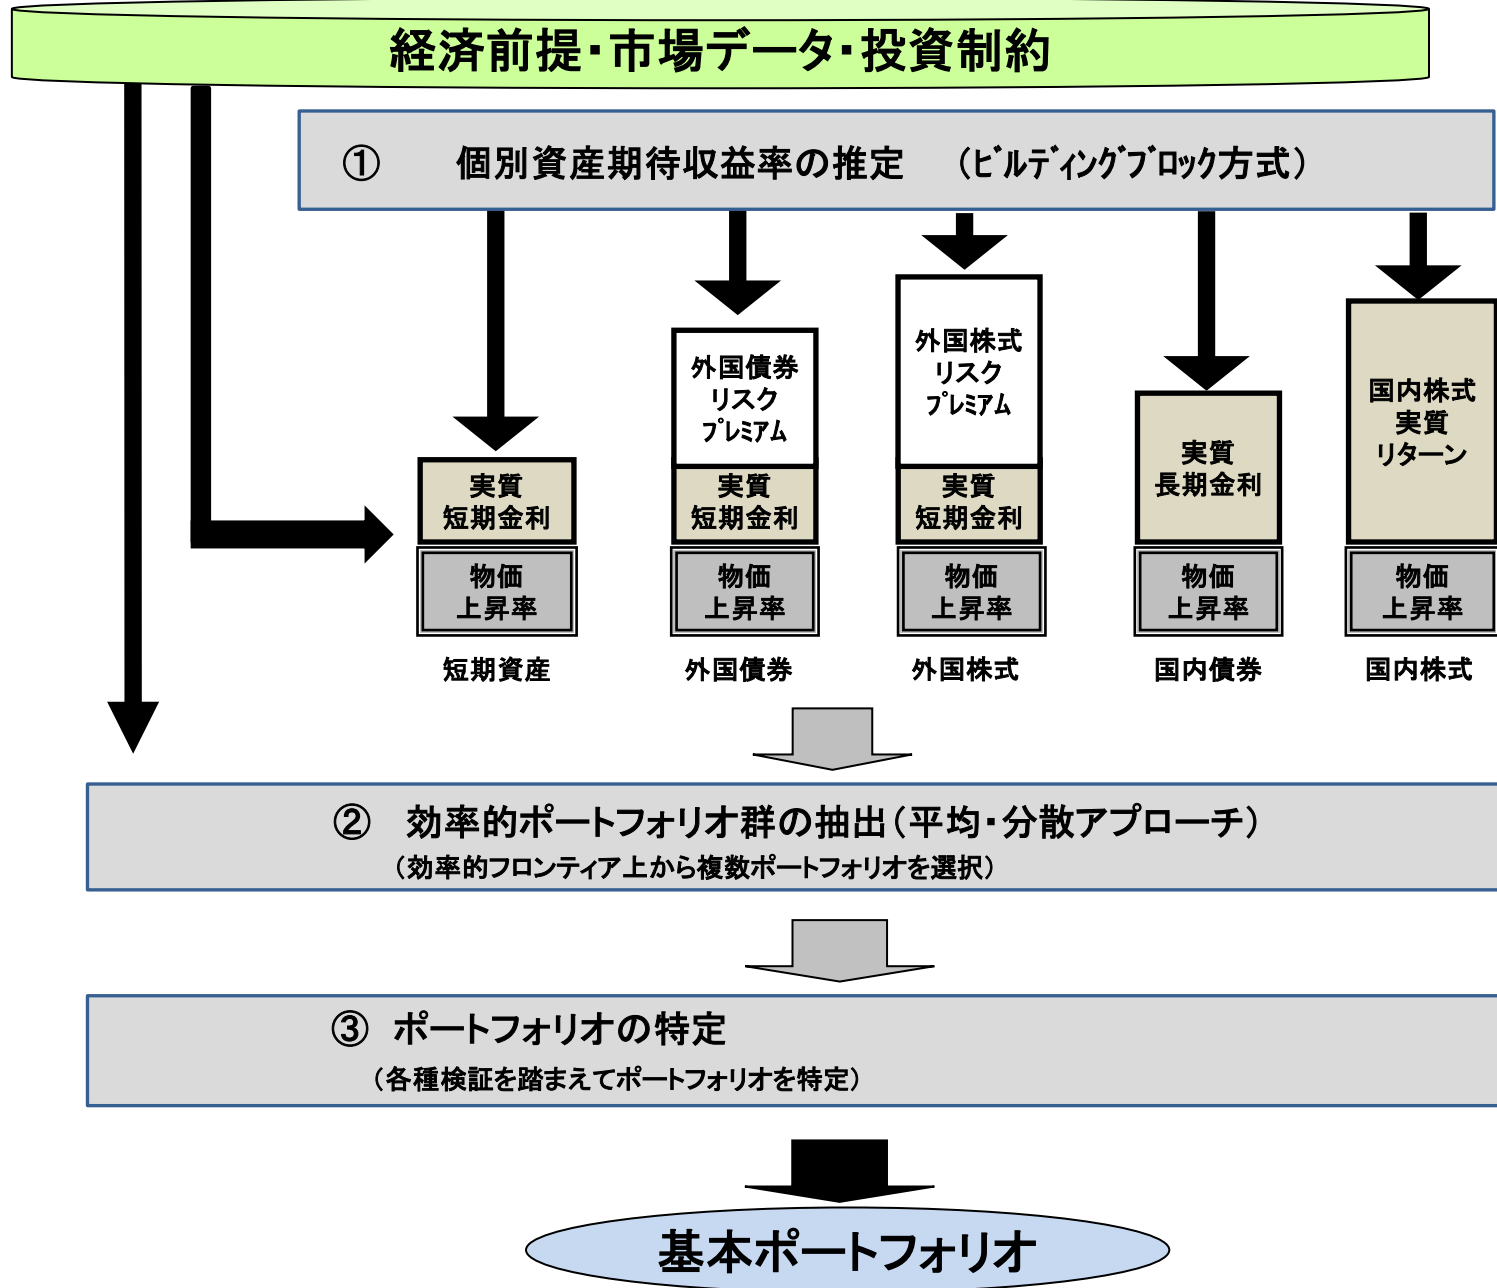 経済前提・市場データ・投資制約
① 個別資産期待収益率の推定 （ﾋﾞﾙﾃﾞｨﾝｸﾞﾌﾞﾛｯｸ方式）
実質
短期金利
物価
上昇率
短期資産
外国債券
リスク
ﾌﾟﾚﾐｱﾑ
実質
短期金利
物価
上昇率
外国債券
外国株式
リスク
ﾌﾟﾚﾐｱﾑ
実質
短期金利
物価
上昇率
外国株式
実質
長期金利
物価
上昇率
国内債券
国内株式
実質
リターン
物価
上昇率
国内株式
② 効率的ポートフォリオ群の抽出（平均・分散アプローチ）
（効率的フロンティア上から複数ポートフォリオを選択）
③ ポートフォリオの特定
（各種検証を踏まえてポートフォリオを特定）
基本ポートフォリオ